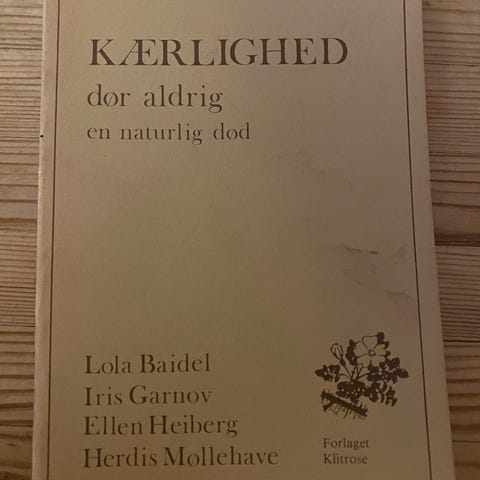 KÆRLIGHED
dør aldrig
en naturlig død
Lola Baidel
Iris Garnov
Ellen Heiberg
Herdis Møllehave
Forlaget
Klitrose